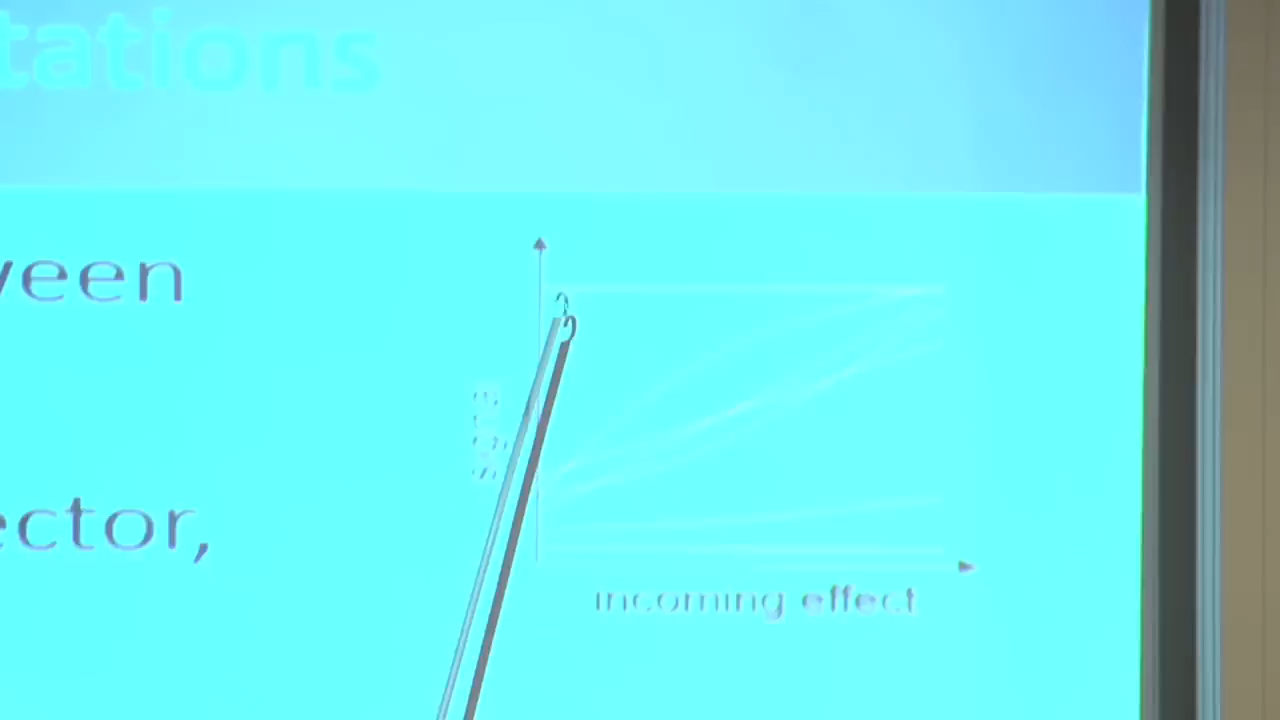 tations
veen
ector,
incoming effect